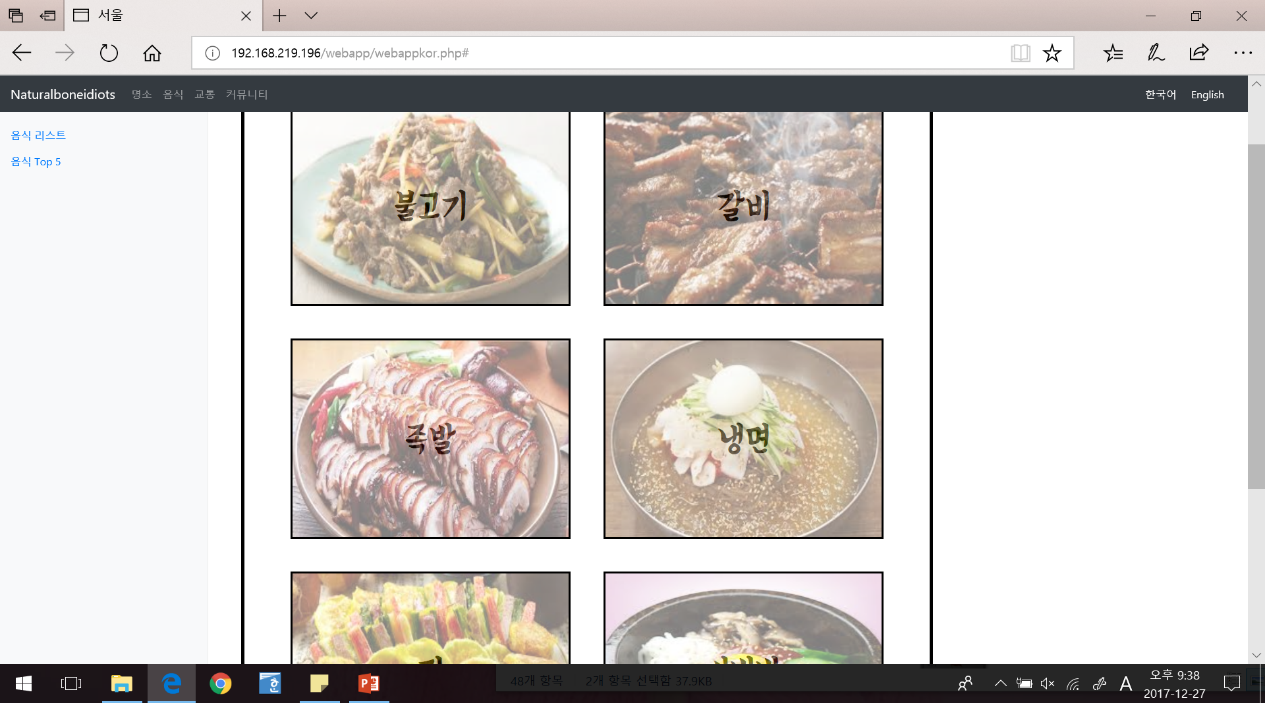 서울
192.168.219.196/webapp/webappkor.php#
Naturalboneidiots 명소 음식 교통 커뮤니티 한국어 English
음식 리스트
음식 Top 5
불고기 갈비
족발 냉면
48개 항목 2개 항목 선택함 37.9KB
A 오후 9:38
2017-12-27